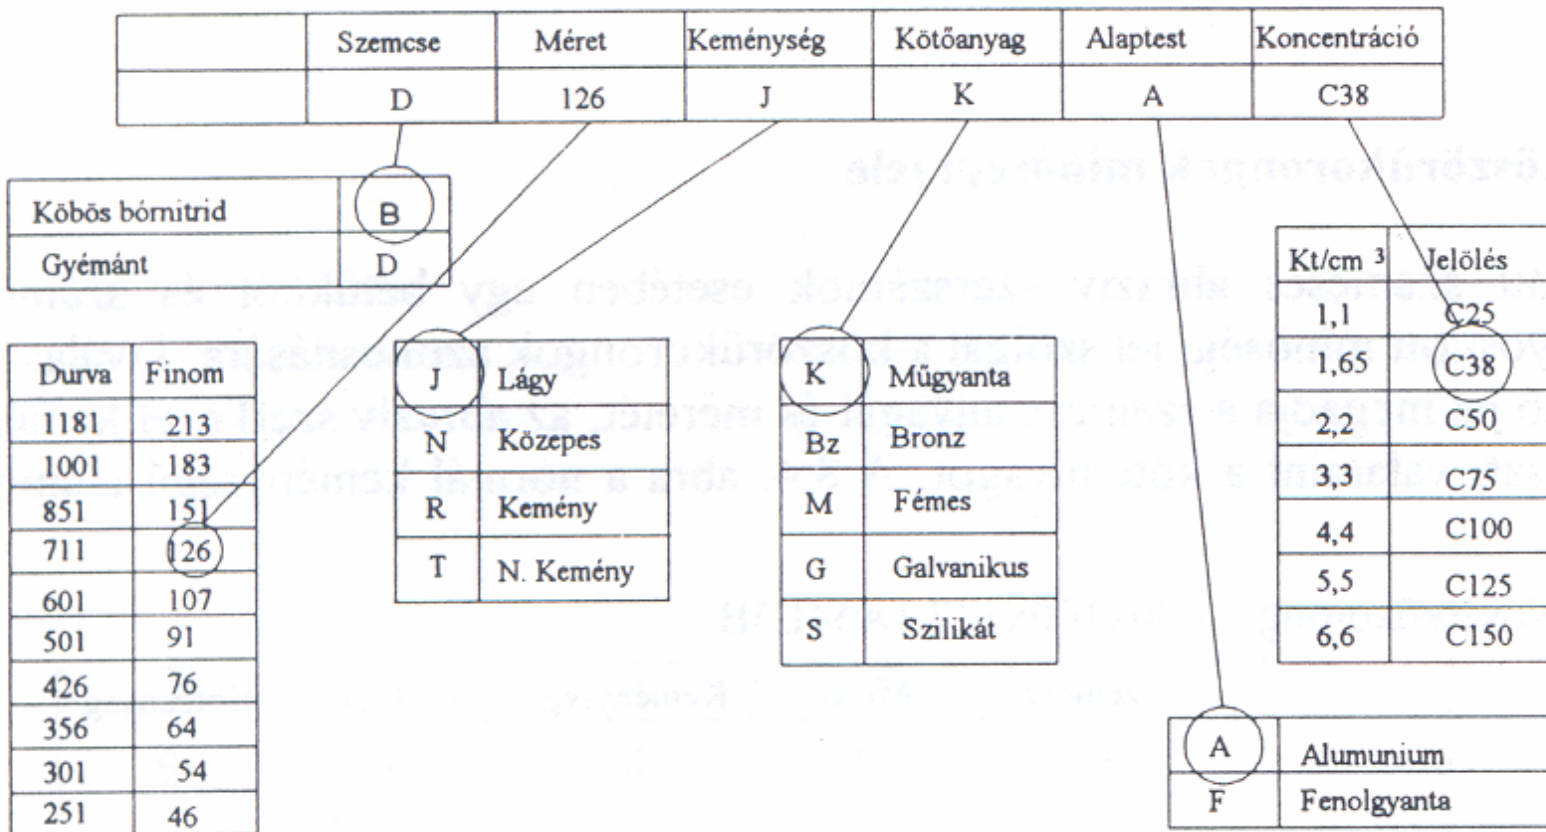 Szemcse Méret Keménység Kötőanyag Alaptest Koncentráció
D 126 J K A C38
Köbös bórnitrid B
Gyémánt D
Durva Finom
1181 213
1001 183
851 151
711 126
601 107
501 91
426 76
356 64
301 54
251 46
J Lágy
N Közepes
R Kemény
T N. Kemény
K Műgyanta
Bz Bronz
M Fémes
G Galvanikus
S Szilikát
Kt/cm ³ Jelölés
1,1 C25
1,65 C38
2,2 C50
3,3 C75
4,4 C100
5,5 C125
6,6 C150
A Alumunium
F Fenolgyanta